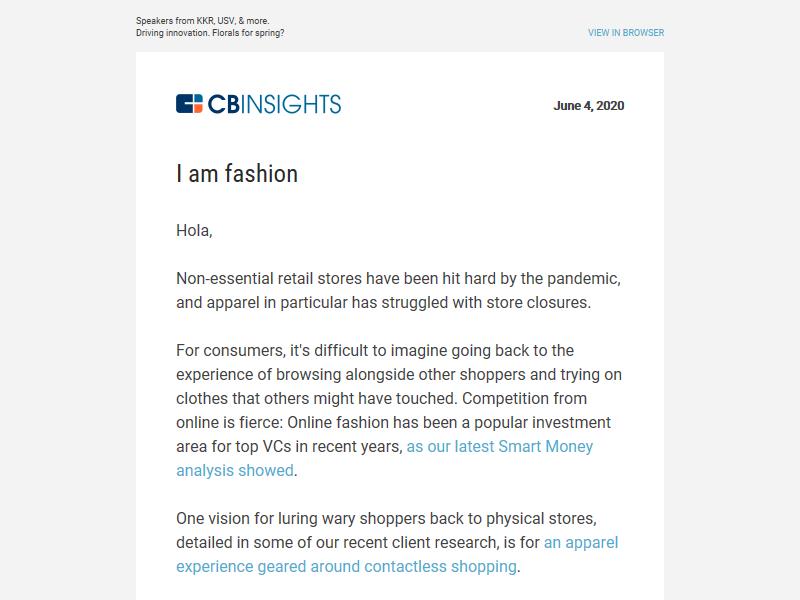 Speakers from KKR, USV, & more.
Driving innovation. Florals for spring?
VIEW IN BROWSER
CBINSIGHTS
June 4, 2020
I am fashion
Hola,
Non-essential retail stores have been hit hard by the pandemic,
and apparel in particular has struggled with store closures.
For consumers, it's difficult to imagine going back to the
experience of browsing alongside other shoppers and trying on
clothes that others might have touched. Competition from
online is fierce: Online fashion has been a popular investment
area for top VCs in recent years, as our latest Smart Money
analysis showed.
One vision for luring wary shoppers back to physical stores,
detailed in some of our recent client research, is for an apparel
experience geared around contactless shopping.